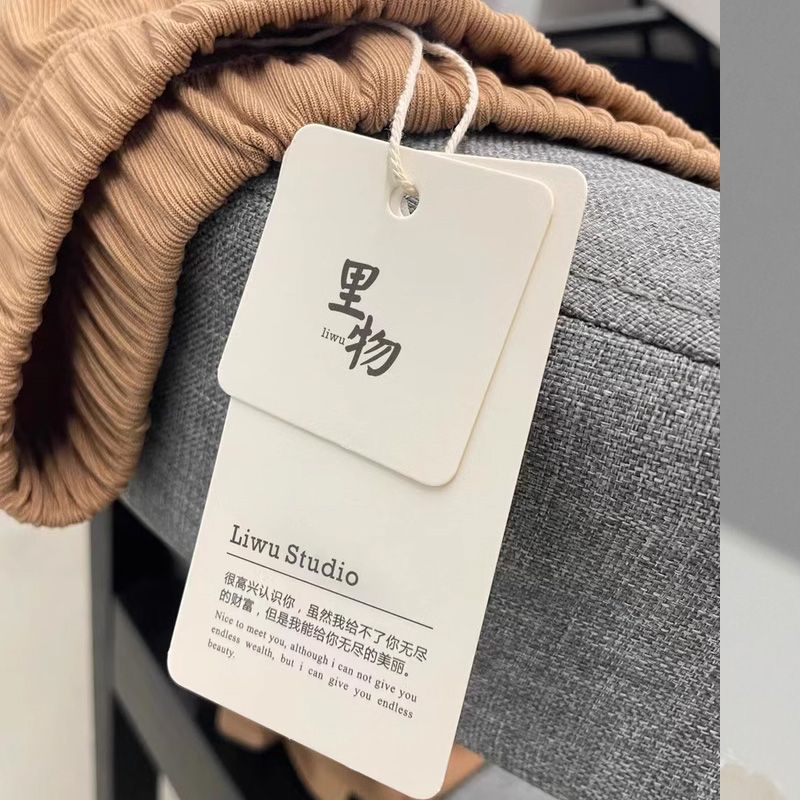 里
liwu
物
Liwu Studio
很高兴认识你，虽然我给不了你无尽
的财富，但是我能给你无尽的美丽。
Nice to meet you, although i can not give you
endless wealth, but i can give you endless
beauty.